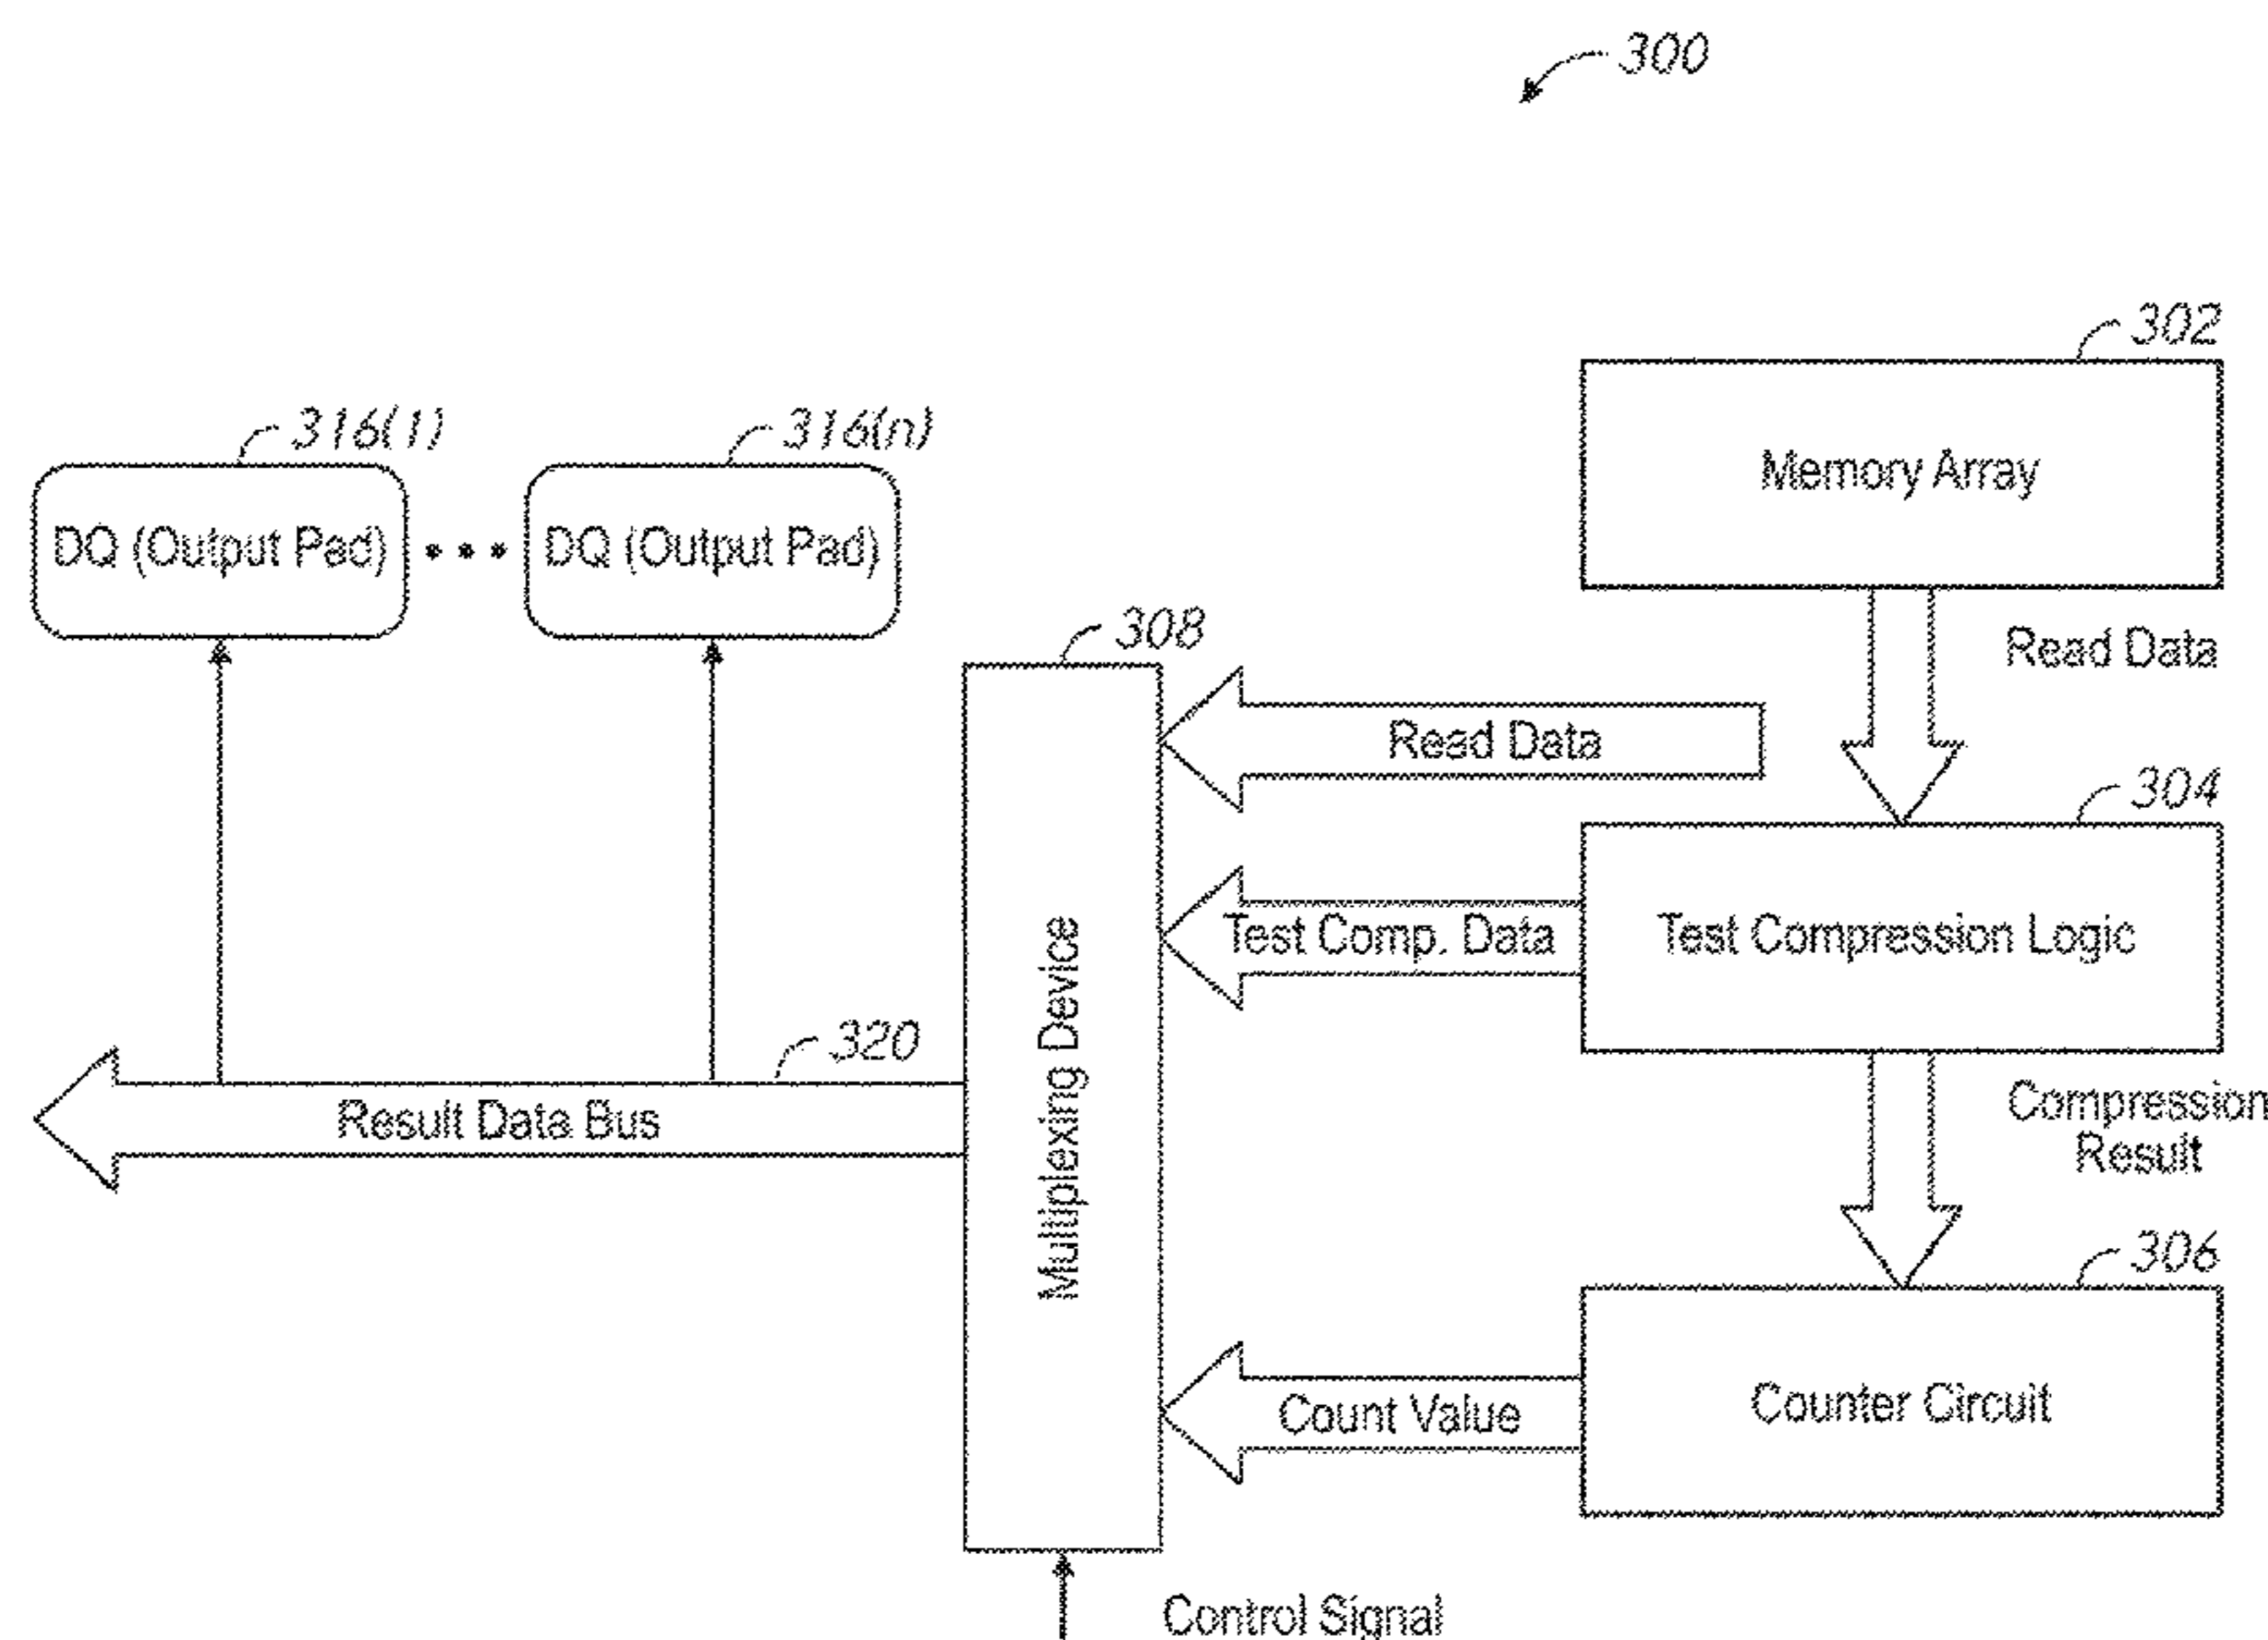 300
302
Memory Array
316(1)
316(n)
DQ (Output Pad)
DQ (Output Pad)
308
Read Data
Read Data
304
Test Comp. Data
Test Compression Logic
Multiplexing Device
320
Result Data Bus
Compression
Result
306
Count Value
Counter Circuit
Control Signal